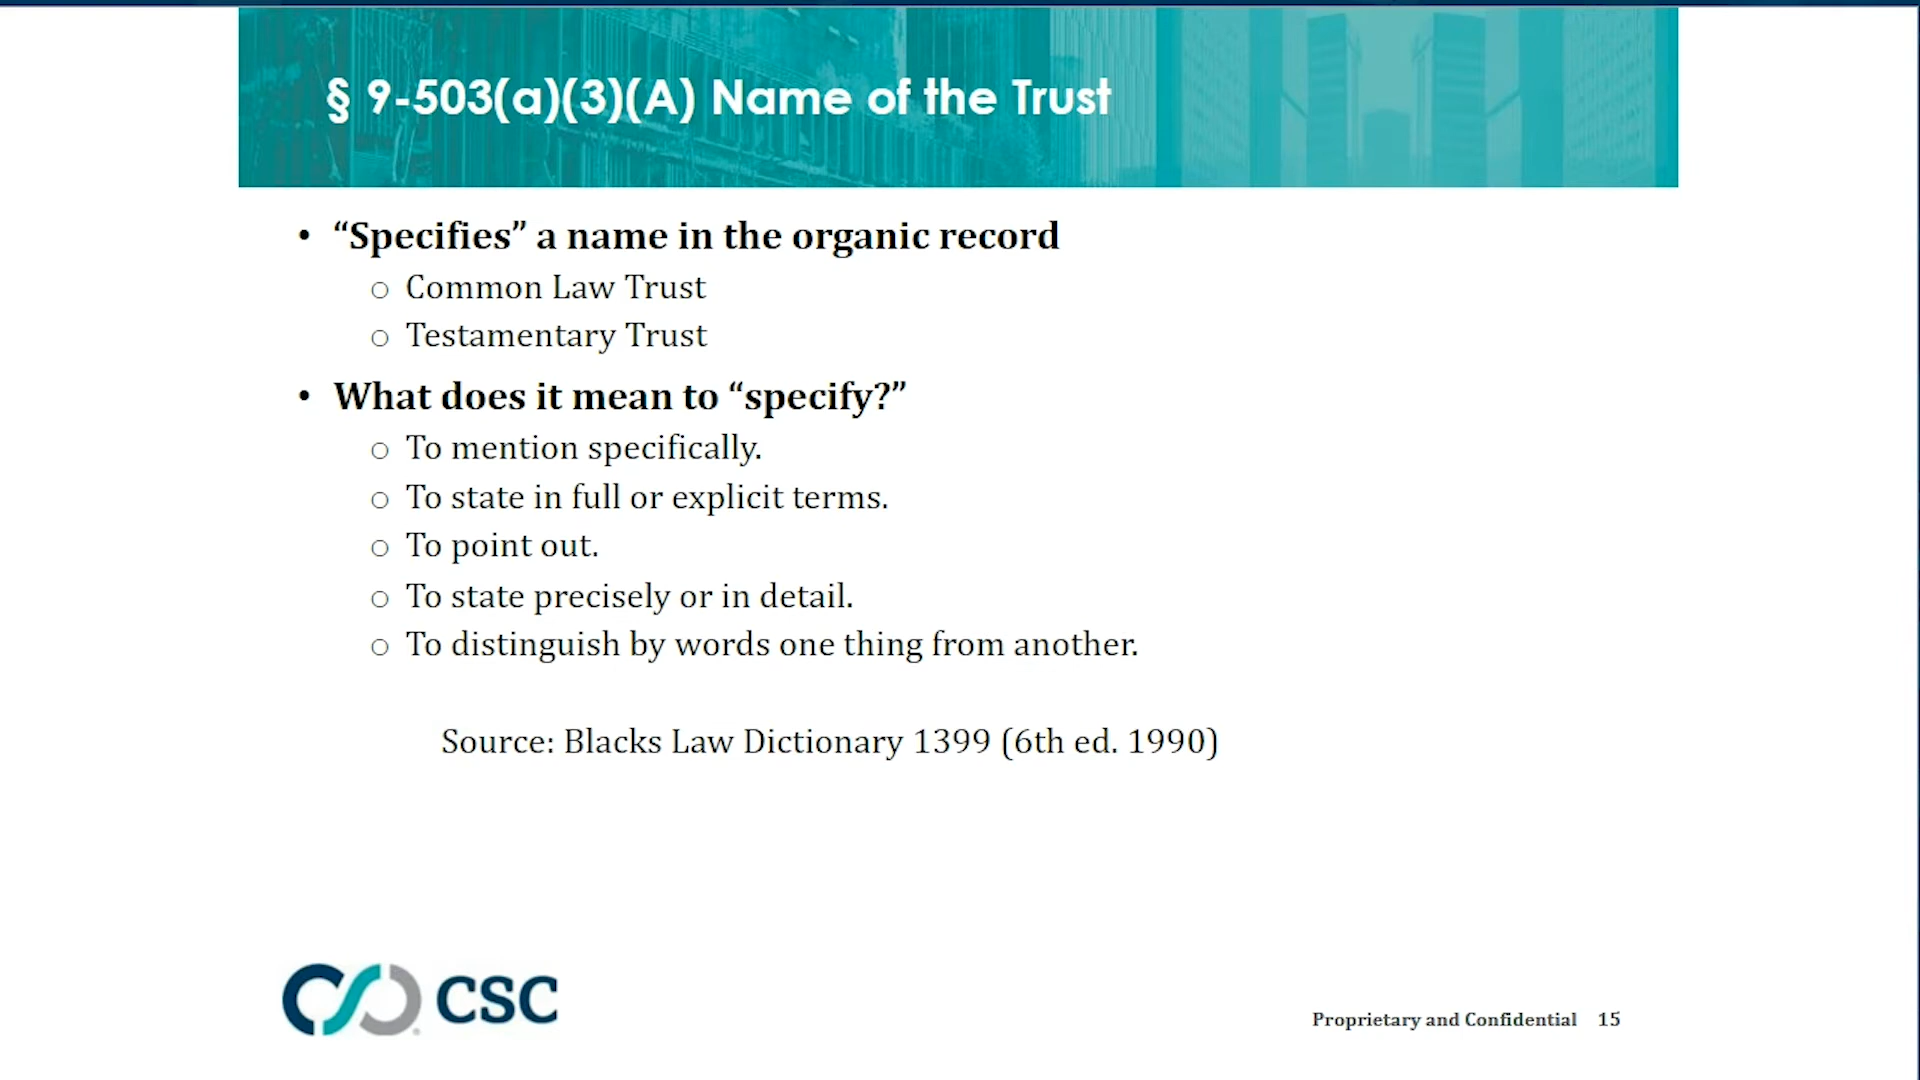 § 9-503(a)(3)(A) Name of the Trust
• “Specifies” a name in the organic record
o Common Law Trust
o Testamentary Trust
• What does it mean to “specify?”
o To mention specifically.
o To state in full or explicit terms.
o To point out.
o To state precisely or in detail.
o To distinguish by words one thing from another.
Source: Blacks Law Dictionary 1399 (6th ed. 1990)
CSC
Proprietary and Confidential 15